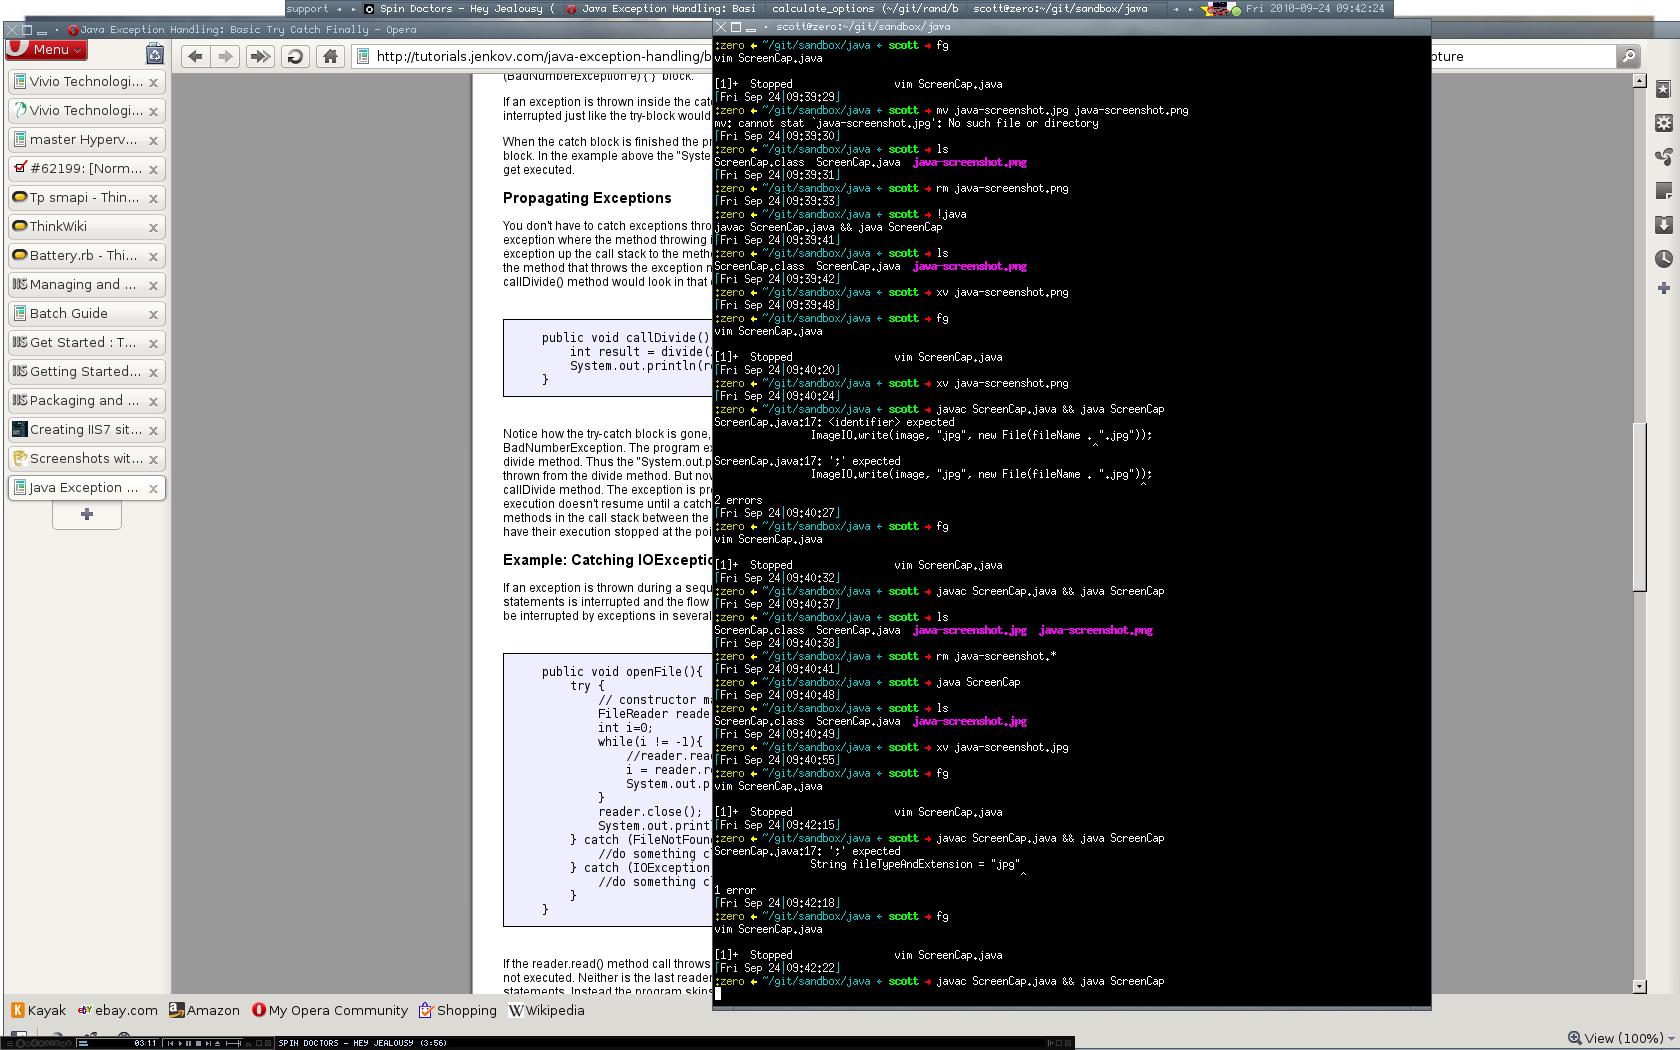 support
Spin Doctors - Hey Jealousy (
Java Exception Handling: Basi
calculate_options (~/git/rand/b
scott@zero:~/git/sandbox/java
Fri 2010-09-24 09:42:24
Java Exception Handling: Basic Try Catch Finally - Opera
Menu
http://tutorials.jenkov.com/java-exception-handling/b
pture
Vivio Technologi...
Vivio Technologi...
master Hyperv...
#62199: [Norm...
Tp smapi - Thin...
ThinkWiki
Battery.rb - Thi...
Managing and ...
Batch Guide
Get Started : T...
Getting Started...
Packaging and ...
Creating IIS7 sit...
Screenshots wit...
Java Exception ...
(BadNumberException e) { } block.
If an exception is thrown inside the catc
interrupted just like the try-block would
When the catch block is finished the pr
block. In the example above the "Syste
get executed.
Propagating Exceptions
You don't have to catch exceptions thro
exception where the method throwing i
exception up the call stack to the metho
the method that throws the exception n
callDivide() method would look in that
public void callDivide()
int result = divide(
System.out.println(r
}
Notice how the try-catch block is gone,
BadNumberException. The program ex
divide method. Thus the "System.out.p
thrown from the divide method. But now
callDivide method. The exception is pro
execution doesn't resume until a catch
methods in the call stack between the
have their execution stopped at the poi
Example: Catching IOExceptio
If an exception is thrown during a sequ
statements is interrupted and the flow
be interrupted by exceptions in several
public void openFile(){
try {
// constructor ma
FileReader reade
int i=0;
while(i != -1){
//reader.rea
i = reader.r
System.out.p
}
reader.close();
System.out.print
} catch (FileNotFoun
//do something c
} catch (IOException
//do something c
}
}
If the reader.read() method call throws
not executed. Neither is the last reader
statements. Instead the program skips
scott@zero:~/git/sandbox/java
:zero ← ~/git/sandbox/java ← scott → fg
vim ScreenCap.java
[1]+  Stopped                 vim ScreenCap.java
[Fri Sep 24|09:39:29]
:zero ← ~/git/sandbox/java ← scott → mv java-screenshot.jpg java-screenshot.png
mv: cannot stat `java-screenshot.jpg': No such file or directory
[Fri Sep 24|09:39:30]
:zero ← ~/git/sandbox/java ← scott → ls
ScreenCap.class  ScreenCap.java  java-screenshot.png
[Fri Sep 24|09:39:31]
:zero ← ~/git/sandbox/java ← scott → rm java-screenshot.png
[Fri Sep 24|09:39:33]
:zero ← ~/git/sandbox/java ← scott → !java
javac ScreenCap.java && java ScreenCap
[Fri Sep 24|09:39:41]
:zero ← ~/git/sandbox/java ← scott → ls
ScreenCap.class  ScreenCap.java  java-screenshot.png
[Fri Sep 24|09:39:42]
:zero ← ~/git/sandbox/java ← scott → xv java-screenshot.png
[Fri Sep 24|09:39:48]
:zero ← ~/git/sandbox/java ← scott → fg
vim ScreenCap.java
[1]+  Stopped                 vim ScreenCap.java
[Fri Sep 24|09:40:20]
:zero ← ~/git/sandbox/java ← scott → xv java-screenshot.png
[Fri Sep 24|09:40:24]
:zero ← ~/git/sandbox/java ← scott → javac ScreenCap.java && java ScreenCap
ScreenCap.java:17: <identifier> expected
ImageIO.write(image, "jpg", new File(fileName . ".jpg"));
^
ScreenCap.java:17: ';' expected
ImageIO.write(image, "jpg", new File(fileName . ".jpg"));
^
2 errors
[Fri Sep 24|09:40:27]
:zero ← ~/git/sandbox/java ← scott → fg
vim ScreenCap.java
[1]+  Stopped                 vim ScreenCap.java
[Fri Sep 24|09:40:32]
:zero ← ~/git/sandbox/java ← scott → javac ScreenCap.java && java ScreenCap
[Fri Sep 24|09:40:37]
:zero ← ~/git/sandbox/java ← scott → ls
ScreenCap.class  ScreenCap.java  java-screenshot.jpg  java-screenshot.png
[Fri Sep 24|09:40:38]
:zero ← ~/git/sandbox/java ← scott → rm java-screenshot.*
[Fri Sep 24|09:40:41]
:zero ← ~/git/sandbox/java ← scott → java ScreenCap
[Fri Sep 24|09:40:48]
:zero ← ~/git/sandbox/java ← scott → ls
ScreenCap.class  ScreenCap.java  java-screenshot.jpg
[Fri Sep 24|09:40:49]
:zero ← ~/git/sandbox/java ← scott → xv java-screenshot.jpg
[Fri Sep 24|09:40:55]
:zero ← ~/git/sandbox/java ← scott → fg
vim ScreenCap.java
[1]+  Stopped                 vim ScreenCap.java
[Fri Sep 24|09:42:15]
:zero ← ~/git/sandbox/java ← scott → javac ScreenCap.java && java ScreenCap
ScreenCap.java:17: ';' expected
String fileTypeAndExtension = "jpg"
^
1 error
[Fri Sep 24|09:42:18]
:zero ← ~/git/sandbox/java ← scott → fg
vim ScreenCap.java
[1]+  Stopped                 vim ScreenCap.java
[Fri Sep 24|09:42:22]
:zero ← ~/git/sandbox/java ← scott → javac ScreenCap.java && java ScreenCap
Kayak
ebay.com
Amazon
My Opera Community
Shopping
Wikipedia
View (100%)
03:11
SPIN DOCTORS - HEY JEALOUSY (3:56)